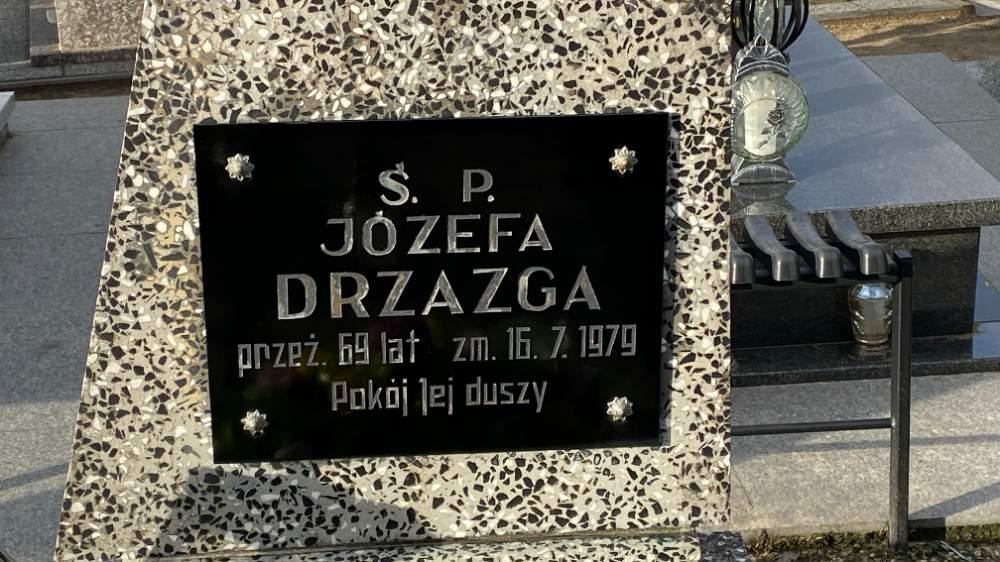 Ś. P.
JÓZEFA
DRZAZGA
przeż. 69 lat zm. 16. 7. 1979
Pokój Jej duszy